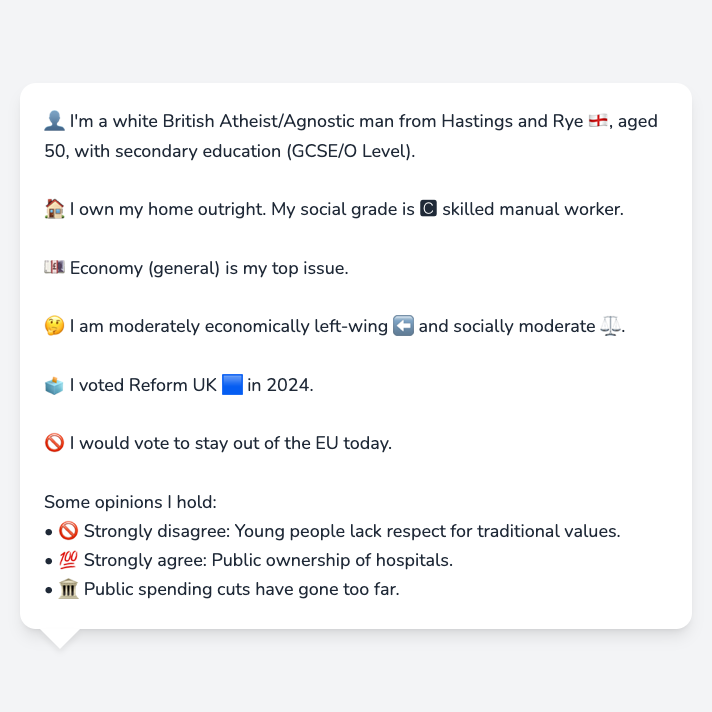 👤 I'm a white British Atheist/Agnostic man from Hastings and Rye 🏴󠁧󠁢󠁥󠁮󠁧󠁿, aged
50, with secondary education (GCSE/O Level).
🏠 I own my home outright. My social grade is 🅲 skilled manual worker.
💷 Economy (general) is my top issue.
🤔 I am moderately economically left-wing ⬅️ and socially moderate ⚖️.
🗳️ I voted Reform UK 🟦 in 2024.
🚫 I would vote to stay out of the EU today.
Some opinions I hold:
• 🚫 Strongly disagree: Young people lack respect for traditional values.
• 💯 Strongly agree: Public ownership of hospitals.
• 🏛️ Public spending cuts have gone too far.